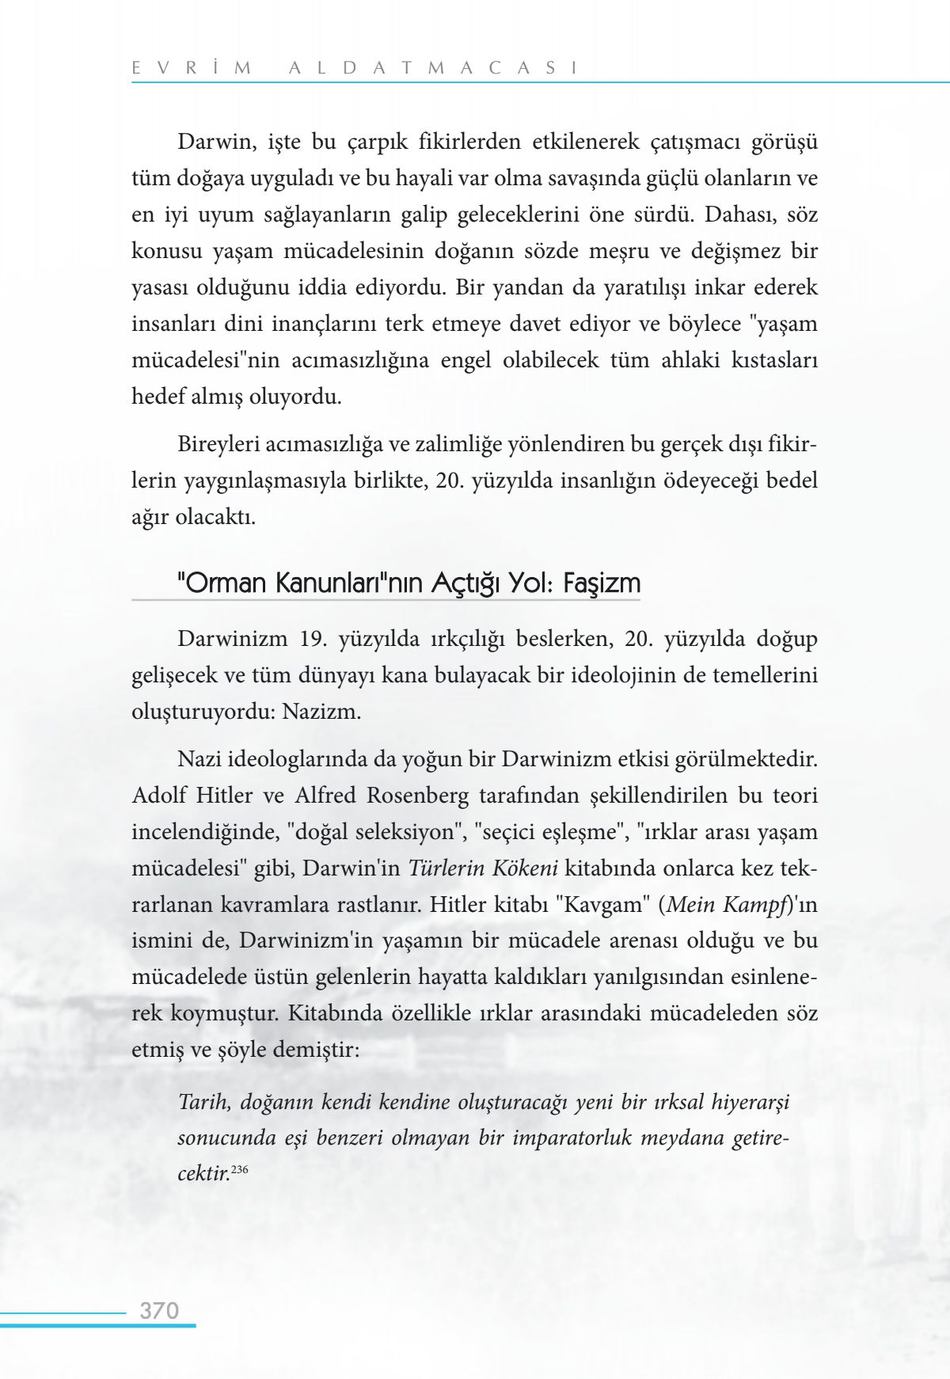 EVRİM ALDATMACASI
Darwin, işte bu çarpık fikirlerden etkilenerek çatışmacı görüşü
tüm doğaya uyguladı ve bu hayali var olma savaşında güçlü olanların ve
en iyi uyum sağlayanların galip geleceklerini öne sürdü. Dahası, söz
konusu yaşam mücadelesinin doğanın sözde meşru ve değişmez bir
yasası olduğunu iddia ediyordu. Bir yandan da yaratılışı inkar ederek
insanları dini inançlarını terk etmeye davet ediyor ve böylece "yaşam
mücadelesi"nin acımasızlığına engel olabilecek tüm ahlaki kıstasları
hedef almış oluyordu.
Bireyleri acımasızlığa ve zalimliğe yönlendiren bu gerçek dışı fikir-
lerin yaygınlaşmasıyla birlikte, 20. yüzyılda insanlığın ödeyeceği bedel
ağır olacaktı.
"Orman Kanunları"nın Açtığı Yol: Faşizm
Darwinizm 19. yüzyılda ırkçılığı beslerken, 20. yüzyılda doğup
gelişecek ve tüm dünyayı kana bulayacak bir ideolojinin de temellerini
oluşturuyordu: Nazizm.
Nazi ideologlarında da yoğun bir Darwinizm etkisi görülmektedir.
Adolf Hitler ve Alfred Rosenberg tarafından şekillendirilen bu teori
incelendiğinde, "doğal seleksiyon", "seçici eşleşme", "ırklar arası yaşam
mücadelesi" gibi, Darwin'in Türlerin Kökeni kitabında onlarca kez tek-
rarlanan kavramlara rastlanır. Hitler kitabı "Kavgam" (Mein Kampf)'ın
ismini de, Darwinizm'in yaşamın bir mücadele arenası olduğu ve bu
mücadelede üstün gelenlerin hayatta kaldıkları yanılgısından esinlene-
rek koymuştur. Kitabında özellikle ırklar arasındaki mücadeleden söz
etmiş ve şöyle demiştir:
Tarih, doğanın kendi kendine oluşturacağı yeni bir ırksal hiyerarşi
sonucunda eşi benzeri olmayan bir imparatorluk meydana getire-
cektir.236
370